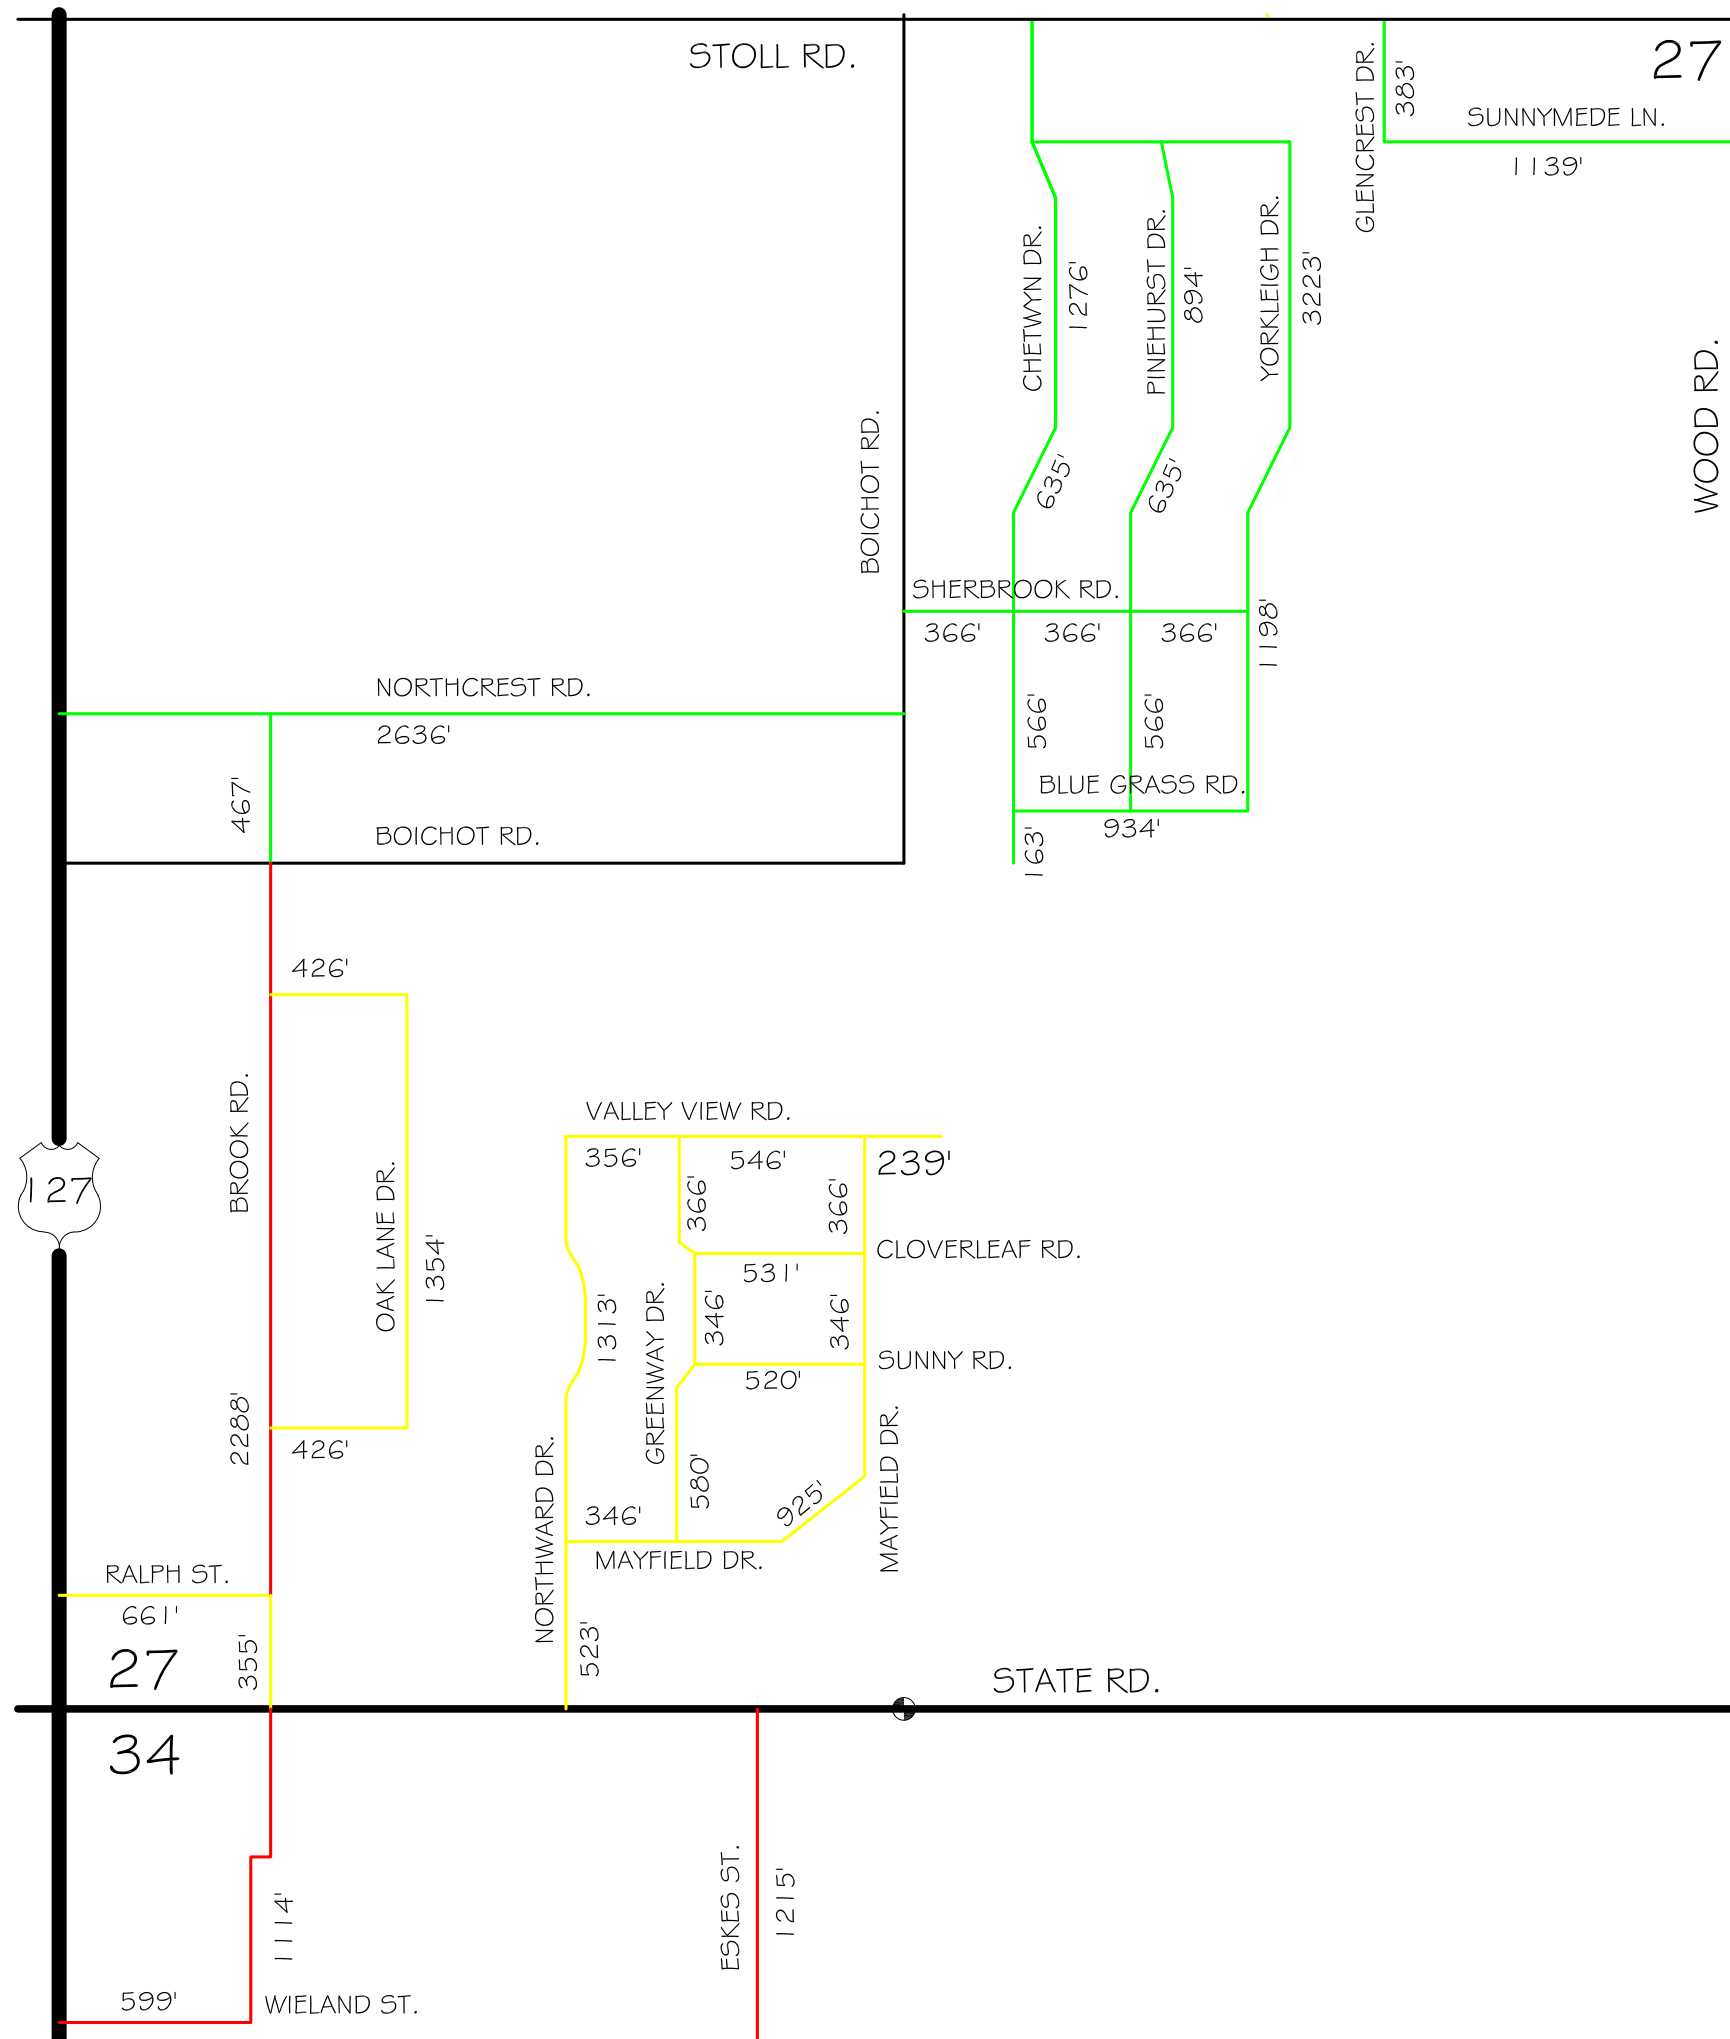 STOLL RD.
27
GLENCREST DR.
383'
SUNNYMEDE LN.
1139'
CHETWYN DR.
1276'
PINEHURST DR.
894'
YORKLEIGH DR.
3223'
WOOD RD.
BOICHOT RD.
635'
635'
SHERBROOK RD.
366'
366'
366'
1198'
NORTHCREST RD.
2636'
566'
566'
467'
BLUE GRASS RD.
934'
BOICHOT RD.
163'
426'
BROOK RD.
VALLEY VIEW RD.
356'
546'
239'
127
366'
366'
OAK LANE DR.
1354'
CLOVERLEAF RD.
531'
1313'
GREENWAY DR.
346'
346'
SUNNY RD.
520'
2288'
426'
NORTHWARD DR.
580'
925'
MAYFIELD DR.
346'
MAYFIELD DR.
RALPH ST.
661'
355'
523'
27
STATE RD.
34
ESKES ST.
1215'
1114'
599'
WIELAND ST.